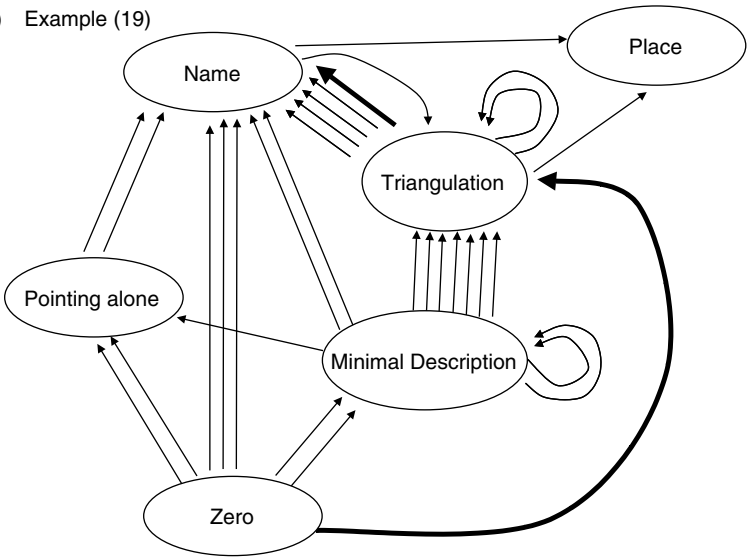 ) Example (19)
Name
Place
Triangulation
Pointing alone
Minimal Description
Zero